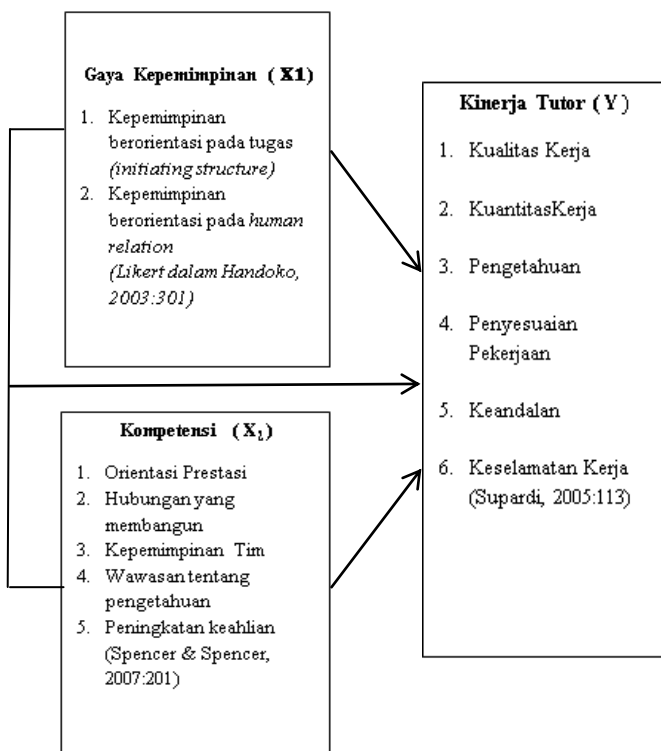 Gaya Kepemimpinan (X1)
1. Kepemimpinan
berorientasi pada tugas
(initiating structure)
2. Kepemimpinan
berorientasi pada human
relation
(Likert dalam Handoko,
2003:301)
Kompetensi (X₂)
1. Orientasi Prestasi
2. Hubungan yang
membangun
3. Kepemimpinan Tim
4. Wawasan tentang
pengetahuan
5. Peningkatan keahlian
(Spencer & Spencer,
2007:201)
Kinerja Tutor (Y)
1. Kualitas Kerja
2. KuantitasKerja
3. Pengetahuan
4. Penyesuaian
Pekerjaan
5. Keandalan
6. Keselamatan Kerja
(Supardi, 2005:113)